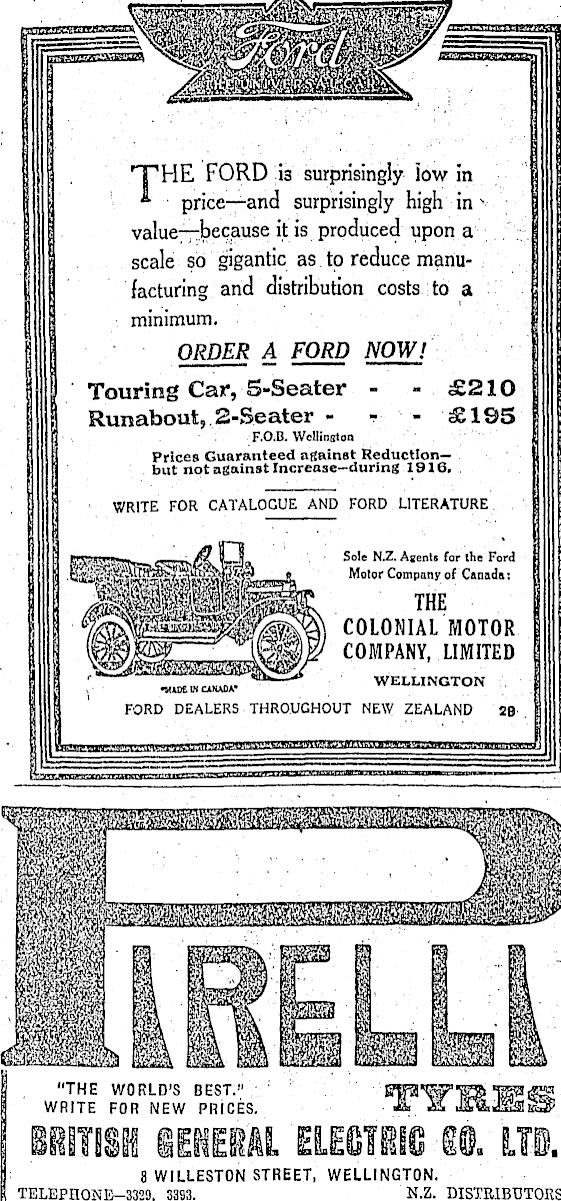 Ford
THE UNIVERSAL CAR
THE FORD is surprisingly low in
price—and surprisingly high in
value—because it is produced upon a
scale so gigantic as to reduce manu-
facturing and distribution costs to a
minimum.
ORDER A FORD NOW!
Touring Car, 5-Seater - - £210
Runabout, 2-Seater - - - £195
F.O.B. Wellington
Prices Guaranteed against Reduction—
but not against Increase—during 1916.
WRITE FOR CATALOGUE AND FORD LITERATURE
Sole N.Z. Agents for the Ford
Motor Company of Canada:
THE
COLONIAL MOTOR
COMPANY, LIMITED
WELLINGTON
"MADE IN CANADA"
FORD DEALERS THROUGHOUT NEW ZEALAND 29
PIRELLI
"THE WORLD'S BEST."
WRITE FOR NEW PRICES.
TYRES
BRITISH GENERAL ELECTRIC CO. LTD.
8 WILLESTON STREET, WELLINGTON.
TELEPHONE—3329, 3393. N.Z. DISTRIBUTORS